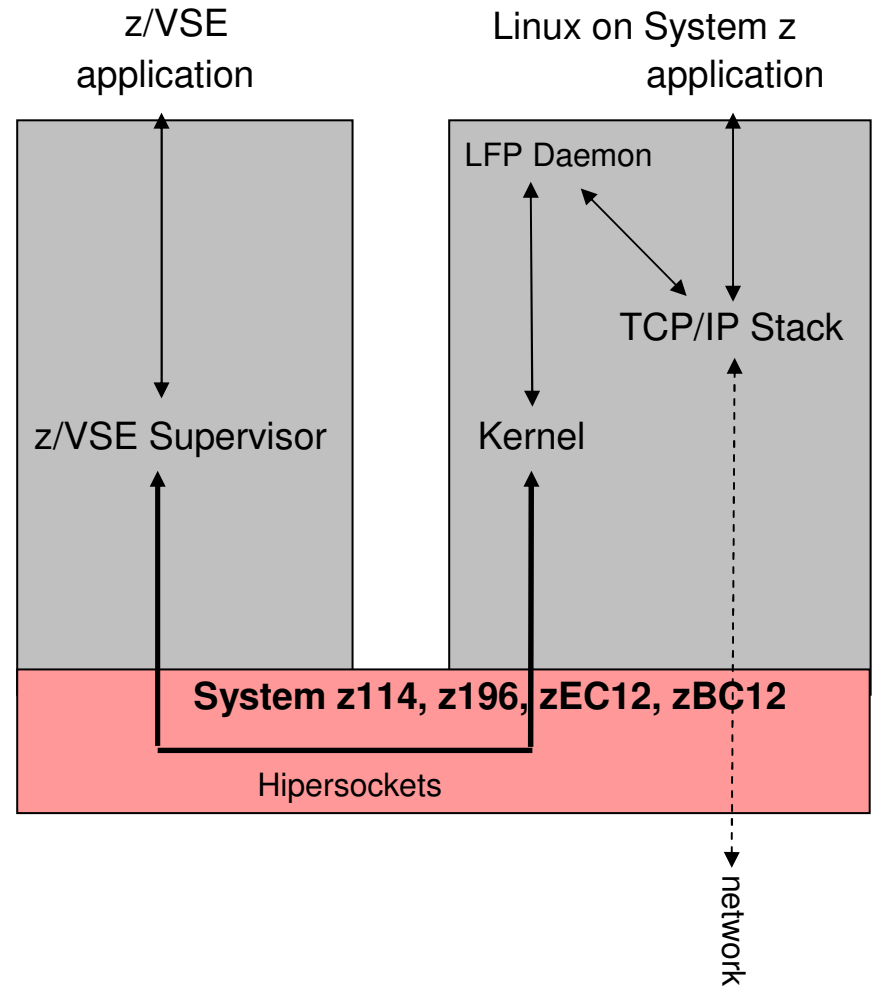 z/VSE
application
Linux on System z
application
LFP Daemon
TCP/IP Stack
z/VSE Supervisor
Kernel
System z114, z196, zEC12, zBC12
Hipersockets
network